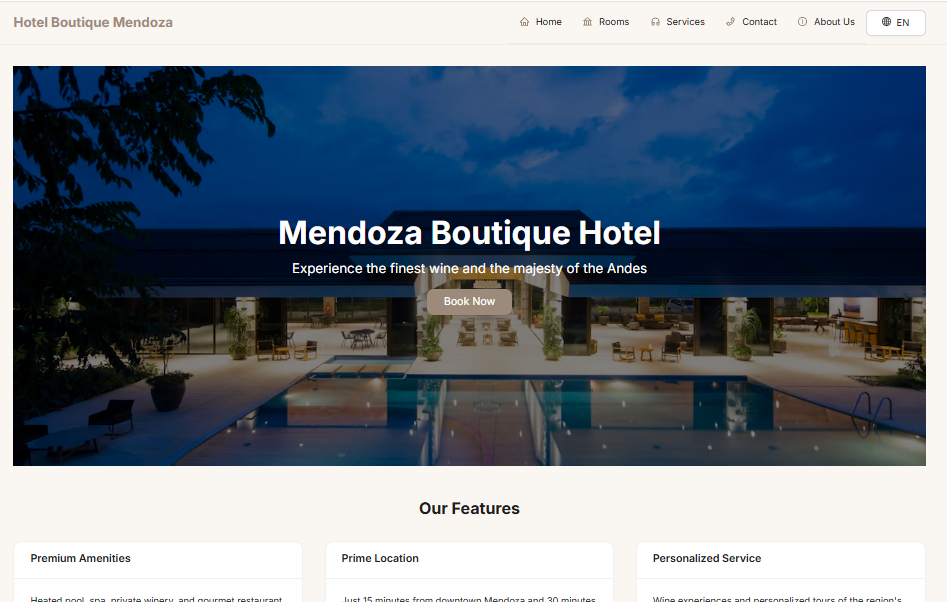 Hotel Boutique Mendoza
Home Rooms Services Contact About Us EN
Mendoza Boutique Hotel
Experience the finest wine and the majesty of the Andes
Book Now
Our Features
Premium Amenities Prime Location Personalized Service
Heated pool, spa, private winery, and gourmet restaurant Just 15 minutes from downtown Mendoza and 30 minutes Wine experiences and personalized tours of the region's